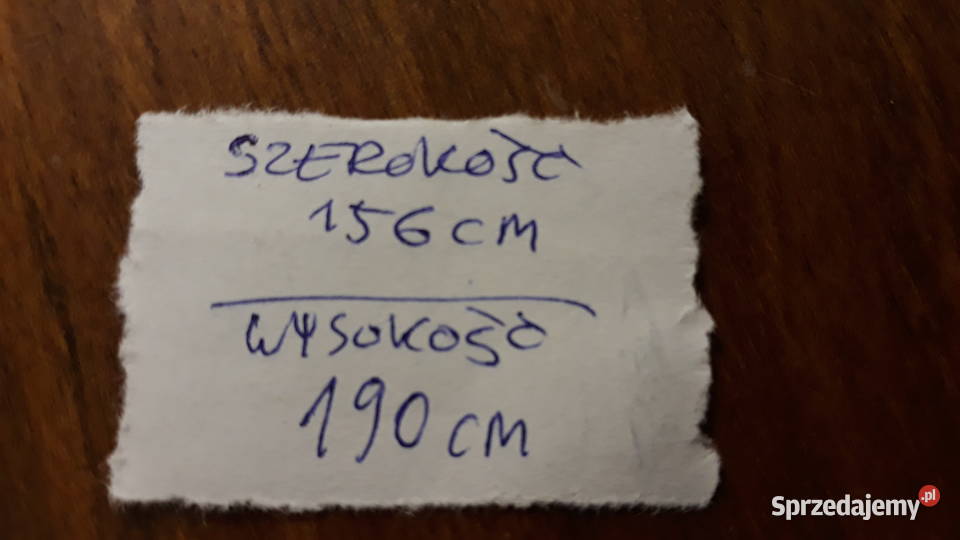 SZEROKOŚĆ
156 cm
WYSOKOŚĆ
190 cm
Sprzedajemy.pl